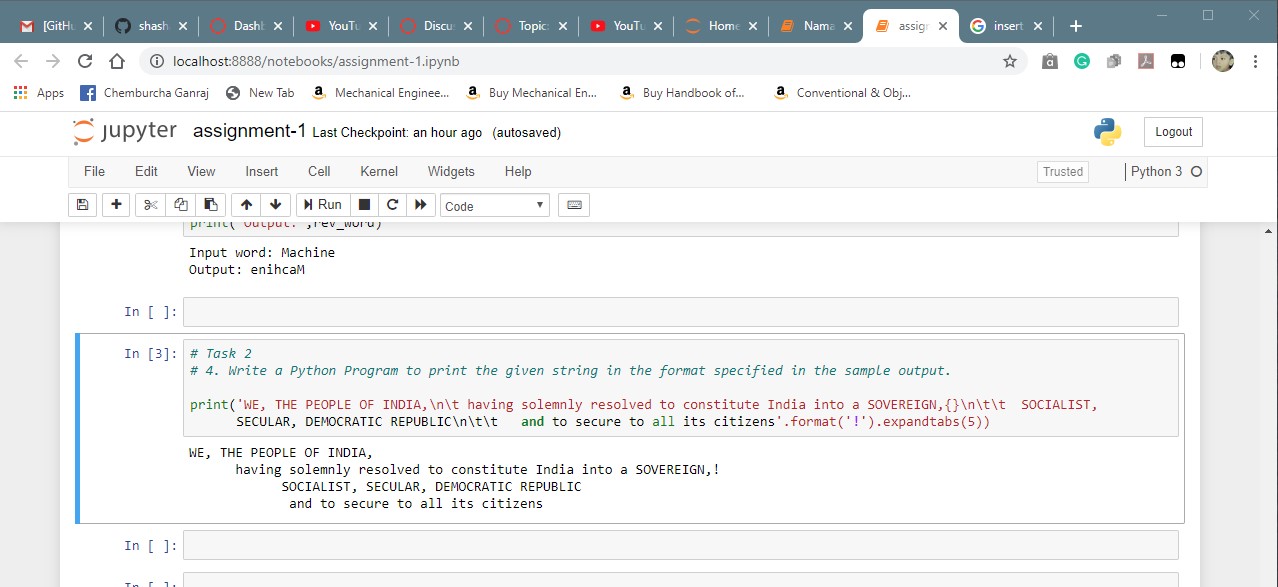 [GitHu shash Dashb YouTu Discus Topic: YouTu Home Nama assign insert
localhost:8888/notebooks/assignment-1.ipynb
Apps Chemburcha Ganraj New Tab Mechanical Enginee... Buy Mechanical En... Buy Handbook of... Conventional & Obj...
jupyter assignment-1 Last Checkpoint: an hour ago (autosaved) Logout
File Edit View Insert Cell Kernel Widgets Help Trusted Python 3
Run Code
print("Output: ",rev_word)
Input word: Machine
Output: enihcaM
In [ ]:
In [3]: # Task 2
# 4. Write a Python Program to print the given string in the format specified in the sample output.
print('WE, THE PEOPLE OF INDIA,\n\t having solemnly resolved to constitute India into a SOVEREIGN,{}\n\t\t  SOCIALIST,
SECULAR, DEMOCRATIC REPUBLIC\n\t\t   and to secure to all its citizens'.format('!').expandtabs(5))
WE, THE PEOPLE OF INDIA,
having solemnly resolved to constitute India into a SOVEREIGN,!
SOCIALIST, SECULAR, DEMOCRATIC REPUBLIC
and to secure to all its citizens
In [ ]:
In [ ]: